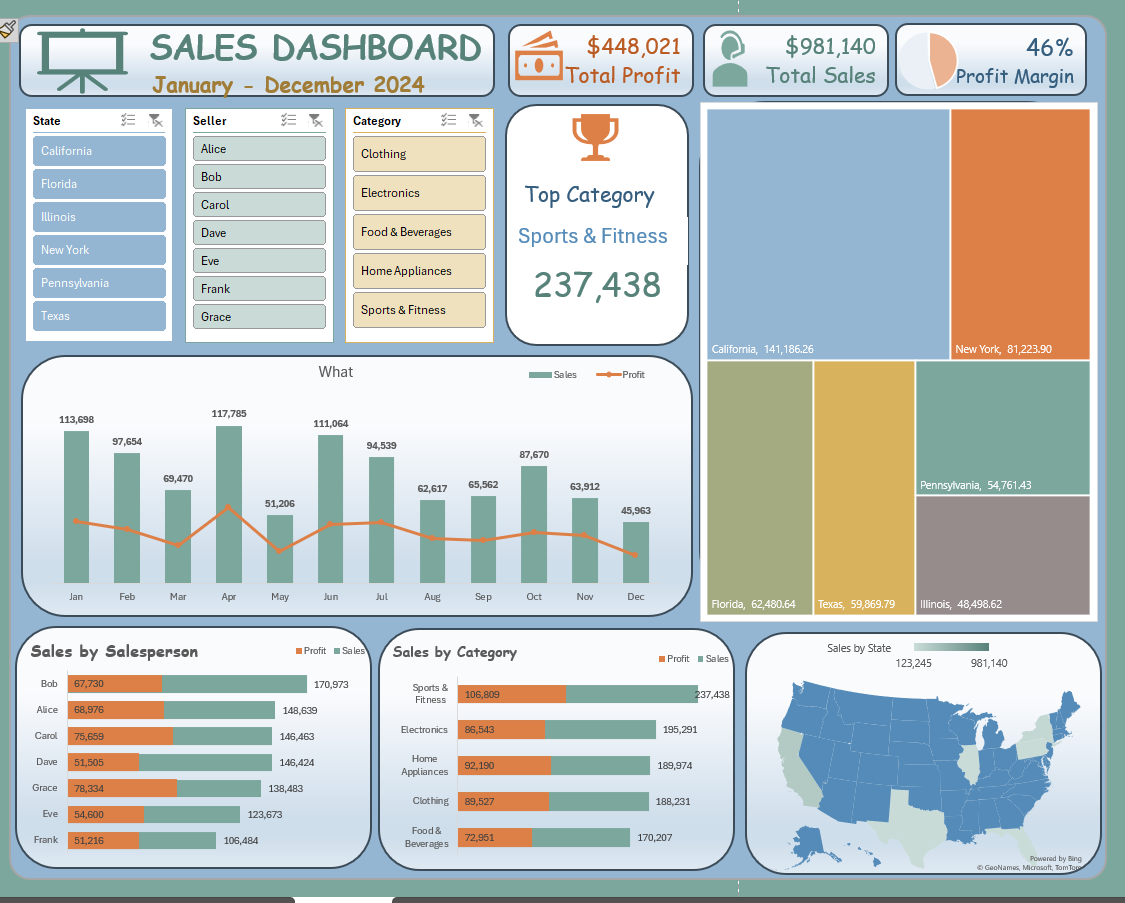 SALES DASHBOARD
January - December 2024
$448,021
Total Profit
$981,140
Total Sales
46%
Profit Margin
State
California
Florida
Illinois
New York
Pennsylvania
Texas
Seller
Alice
Bob
Carol
Dave
Eve
Frank
Grace
Category
Clothing
Electronics
Food & Beverages
Home Appliances
Sports & Fitness
Top Category
Sports & Fitness
237,438
California, 141,186.26
New York, 81,223.90
Florida, 62,480.64
Texas, 59,869.79
Pennsylvania, 54,761.43
Illinois, 48,498.62
What
Sales
Profit
113,698
97,654
69,470
117,785
51,206
111,064
94,539
62,617
65,562
87,670
63,912
45,963
Jan
Feb
Mar
Apr
May
Jun
Jul
Aug
Sep
Oct
Nov
Dec
Sales by Salesperson
Profit
Sales
Bob 67,730 170,973
Alice 68,976 148,639
Carol 75,659 146,463
Dave 51,505 146,424
Grace 78,334 138,483
Eve 54,600 123,673
Frank 51,216 106,484
Sales by Category
Profit
Sales
Sports &
Fitness
106,809 237,438
Electronics 86,543 195,291
Home
Appliances
92,190 189,974
Clothing 89,527 188,231
Food &
Beverages
72,951 170,207
Sales by State
123,245 981,140
Powered by Bing
© GeoNames, Microsoft, TomTom